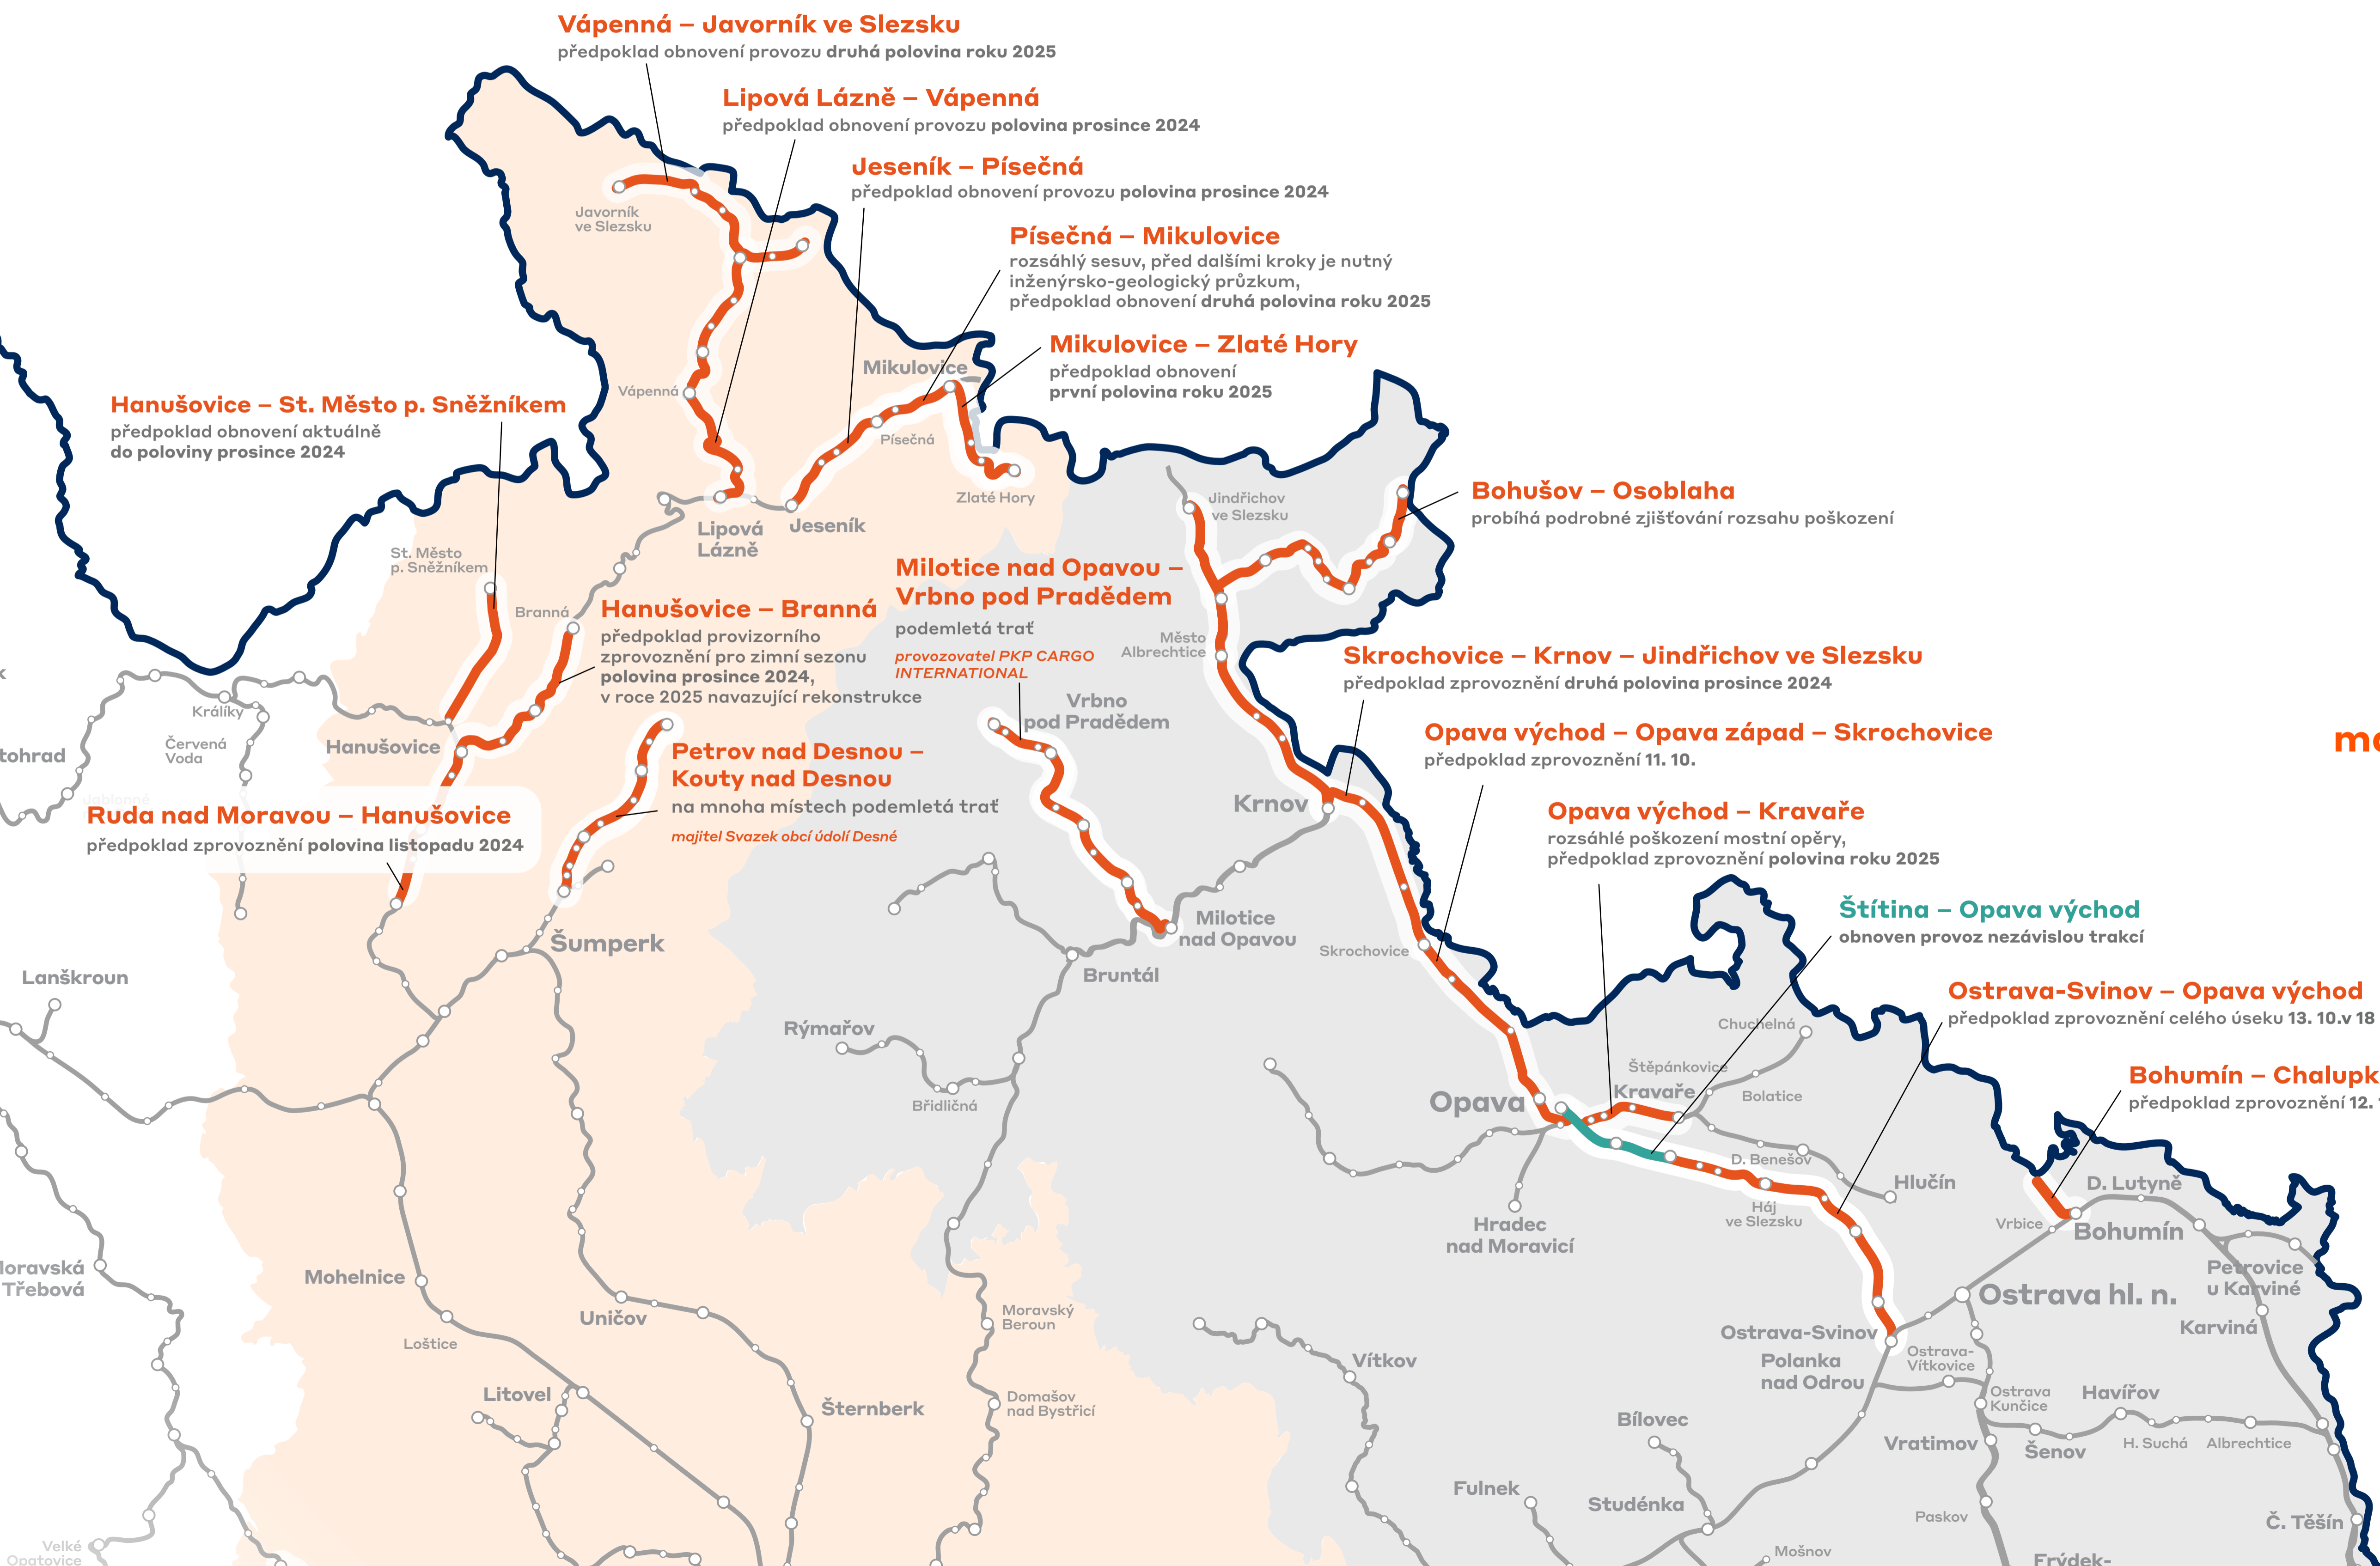 Vápenná – Javorník ve Slezsku
předpoklad obnovení provozu druhá polovina roku 2025
Lipová Lázně – Vápenná
předpoklad obnovení provozu polovina prosince 2024
Jeseník – Písečná
předpoklad obnovení provozu polovina prosince 2024
Javorník
ve Slezsku
Písečná – Mikulovice
rozsáhlý sesuv, před dalšími kroky je nutný
inženýrsko-geologický průzkum,
předpoklad obnovení druhá polovina roku 2025
Mikulovice – Zlaté Hory
předpoklad obnovení
první polovina roku 2025
Mikulovice
Vápenná
Hanušovice – St. Město p. Sněžníkem
předpoklad obnovení aktuálně
do poloviny prosince 2024
Písečná
Zlaté Hory
Jindřichov
ve Slezsku
Bohušov – Osoblaha
probíhá podrobné zjišťování rozsahu poškození
Lipová
Lázně
Jeseník
St. Město
p. Sněžníkem
Branná
Hanušovice – Branná
předpoklad provizorního
zprovoznění pro zimní sezonu
polovina prosince 2024,
v roce 2025 navazující rekonstrukce
Milotice nad Opavou –
Vrbno pod Pradědem
podemletá trať
provozovatel PKP CARGO
INTERNATIONAL
Město
Albrechtice
Skrochovice – Krnov – Jindřichov ve Slezsku
předpoklad zprovoznění druhá polovina prosince 2024
Vrbno
pod Pradědem
Králíky
Červená
Voda
Hanušovice
tohrad
Petrov nad Desnou –
Kouty nad Desnou
na mnoha místech podemletá trať
majitel Svazek obcí údolí Desné
Opava východ – Opava západ – Skrochovice
předpoklad zprovoznění 11. 10.
Krnov
Ruda nad Moravou – Hanušovice
předpoklad zprovoznění polovina listopadu 2024
Opava východ – Kravaře
rozsáhlé poškození mostní opěry,
předpoklad zprovoznění polovina roku 2025
Štítina – Opava východ
obnoven provoz nezávislou trakcí
Milotice
nad Opavou
Šumperk
Skrochovice
Bruntál
Lanškroun
Ostrava-Svinov – Opava východ
předpoklad zprovoznění celého úseku 13. 10.v 18
Rýmařov
Chuchelná
Štěpánkovice
Bohumín – Chalupk
předpoklad zprovoznění 12.
Břidličná
Opava
Kravaře
Bolatice
D. Benešov
Hlučín
Háj
ve Slezsku
D. Lutyně
Vrbice
Bohumín
Hradec
nad Moravicí
Petrovice
u Karviné
oravská
Třebová
Mohelnice
Uničov
Moravský
Beroun
Ostrava hl. n.
Karviná
Loštice
Ostrava-Svinov
Vítkov
Polanka
nad Odrou
Ostrava-
Vítkovice
Litovel
Šternberk
Domašov
nad Bystřicí
Ostrava
Kunčice
Havířov
Bílovec
Vratimov
Šenov
H. Suchá
Albrechtice
Fulnek
Studénka
Paskov
Č. Těšín
Velké
Opatovice
Mošnov
Frýdek-